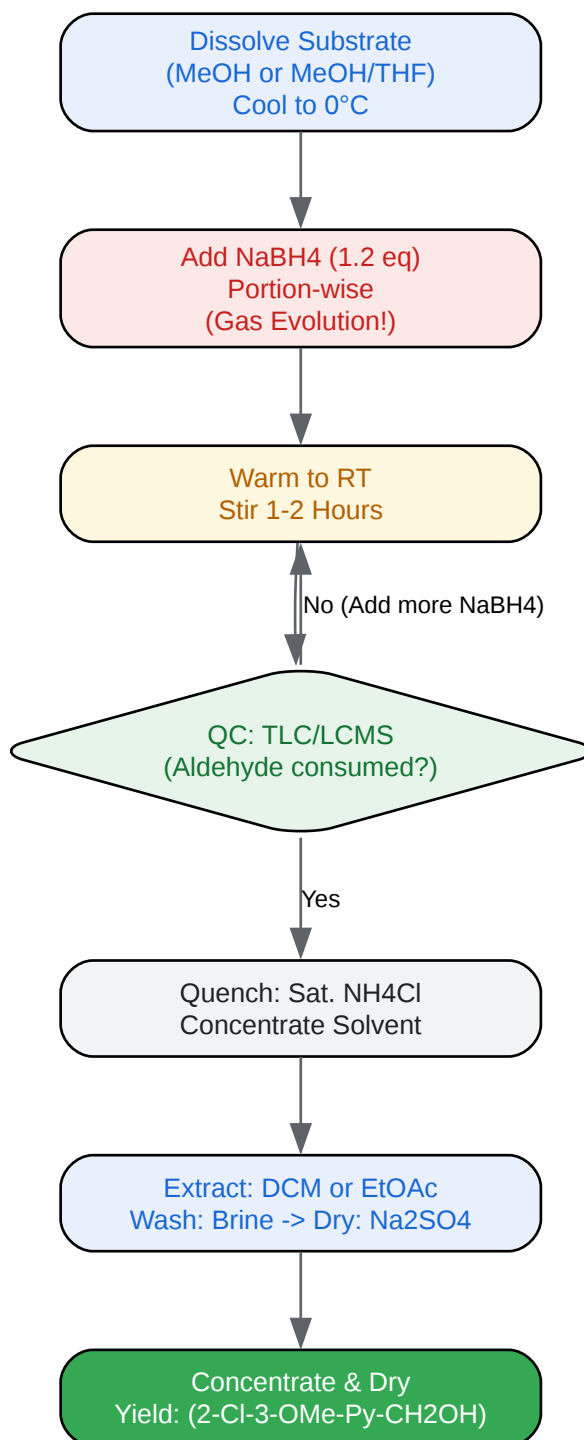 Dissolve Substrate
(MeOH or MeOH/THF)
Cool to 0°C
Add NaBH4 (1.2 eq)
Portion-wise
(Gas Evolution!)
Warm to RT
Stir 1-2 Hours
No (Add more NaBH4)
QC: TLC/LCMS
(Aldehyde consumed?)
Yes
Quench: Sat. NH4Cl
Concentrate Solvent
Extract: DCM or EtOAc
Wash: Brine -> Dry: Na2SO4
Concentrate & Dry
Yield: (2-Cl-3-OMe-Py-CH2OH)